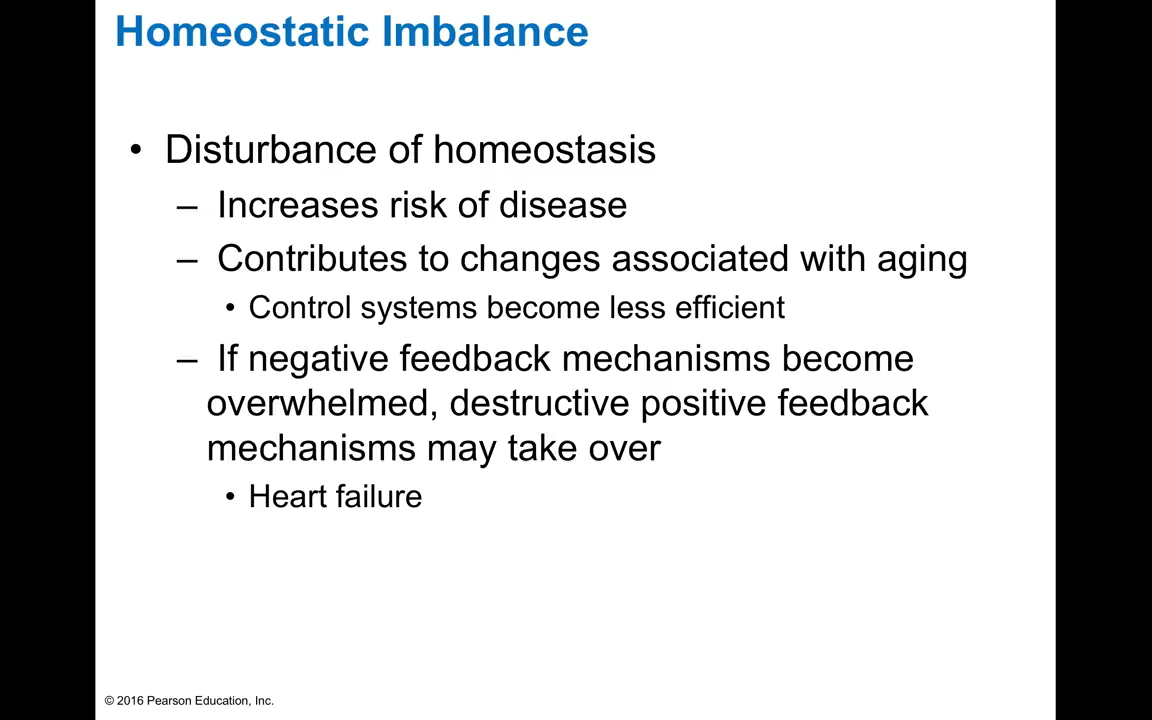 Homeostatic Imbalance
• Disturbance of homeostasis
– Increases risk of disease
– Contributes to changes associated with aging
• Control systems become less efficient
– If negative feedback mechanisms become
overwhelmed, destructive positive feedback
mechanisms may take over
• Heart failure
© 2016 Pearson Education, Inc.